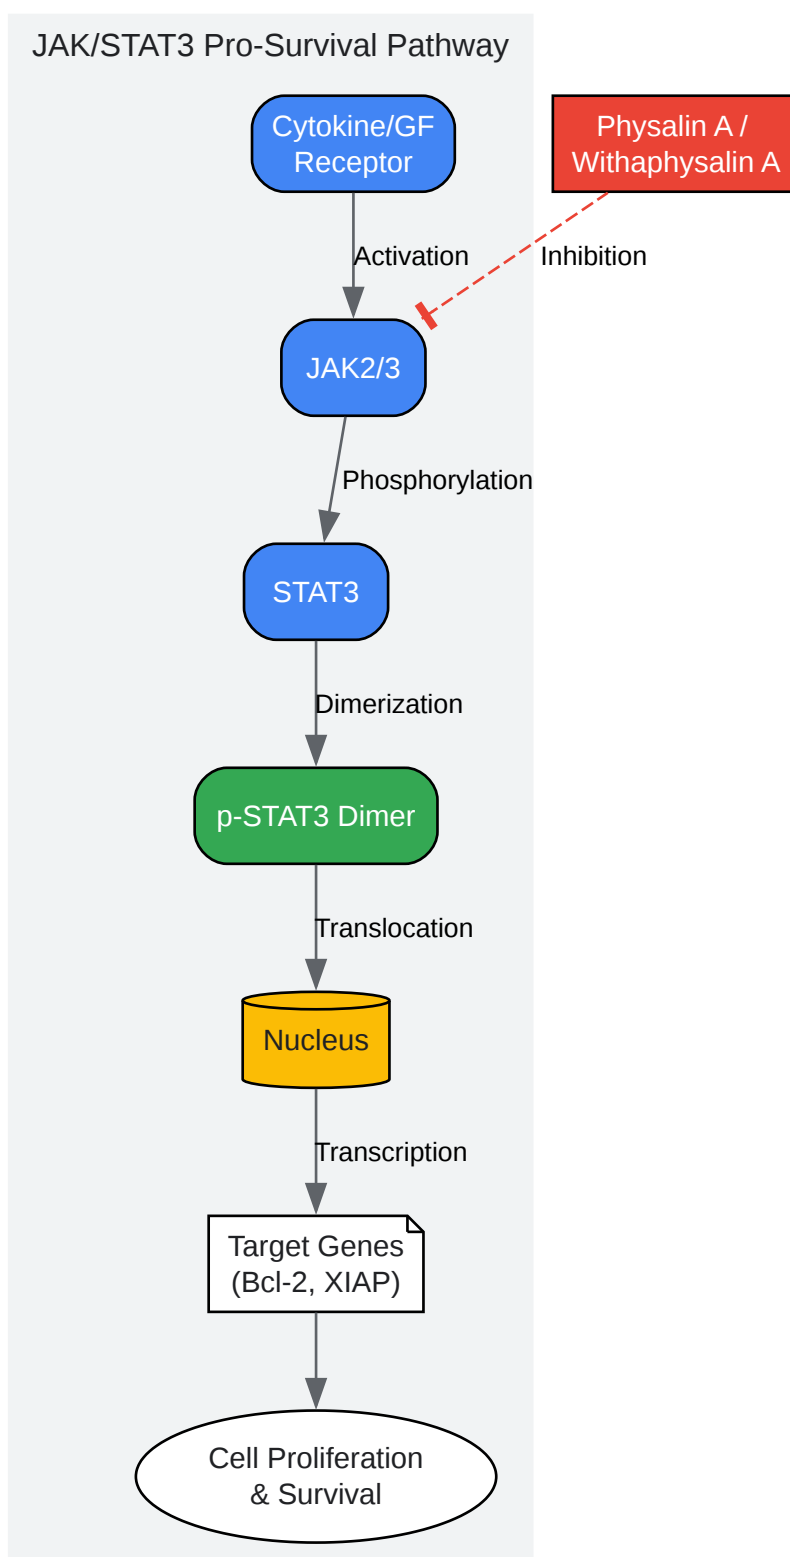 JAK/STAT3 Pro-Survival Pathway
Cytokine/GF
Receptor
Physalin A /
Withaphysalin A
Activation
Inhibition
JAK2/3
Phosphorylation
STAT3
Dimerization
p-STAT3 Dimer
Translocation
Nucleus
Transcription
Target Genes
(Bcl-2, XIAP)
Cell Proliferation
& Survival